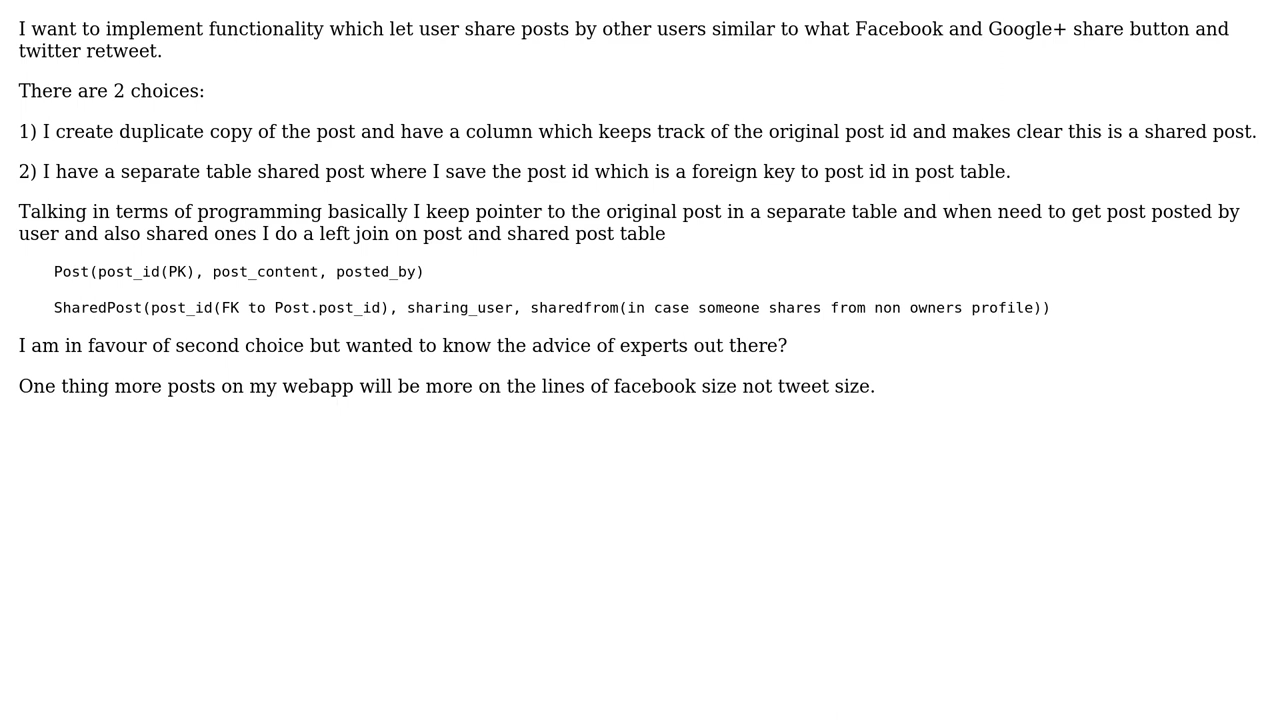 I want to implement functionality which let user share posts by other users similar to what Facebook and Google+ share button and
twitter retweet.
There are 2 choices:
1) I create duplicate copy of the post and have a column which keeps track of the original post id and makes clear this is a shared post.
2) I have a separate table shared post where I save the post id which is a foreign key to post id in post table.
Talking in terms of programming basically I keep pointer to the original post in a separate table and when need to get post posted by
user and also shared ones I do a left join on post and shared post table
Post(post_id(PK), post_content, posted_by)
SharedPost(post_id(FK to Post.post_id), sharing_user, sharedfrom(in case someone shares from non owners profile))
I am in favour of second choice but wanted to know the advice of experts out there?
One thing more posts on my webapp will be more on the lines of facebook size not tweet size.